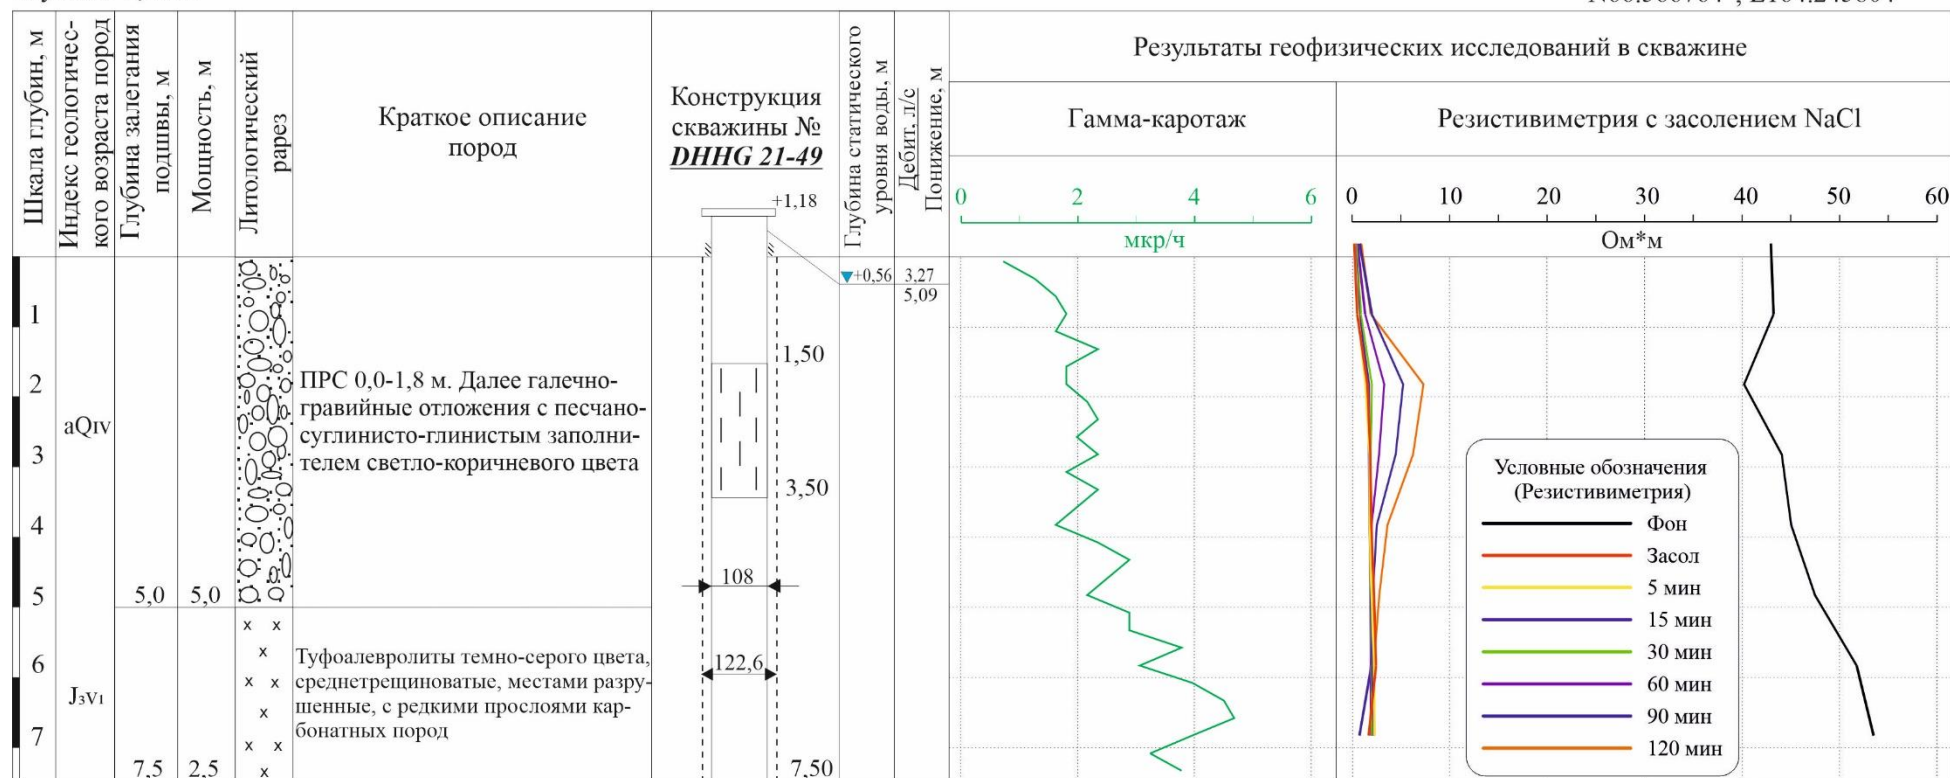 Результаты геофизических исследований в скважине
Шкала глубин, м
Индекс геологичес-
кого возраста пород
Глубина залегания
подшвы, м
Мощность, м
Литологический
рарез
Краткое описание
пород
Конструкция
скважины №
DHHG 21-49
Глубина статического
уровня воды, м
Дебит, л/с
Понижение, м
Гамма-каротаж
Резистивиметрия с засолением NaCl
0 2 4 6
мкр/ч
0 10 20 30 40 50 60
Ом*м
+1,18
+0,56 3,27
5,09
1
2
3
4
5
6
7
aQIV
J3v1
5,0 5,0
7,5 2,5
ПРС 0,0-1,8 м. Далее галечно-
гравийные отложения с песчано-
суглинисто-глинистым заполни-
телем светло-коричневого цвета
Туфоалевролиты темно-серого цвета,
среднетрещиноватые, местами разру-
шенные, с редкими прослоями кар-
бонатных пород
1,50
3,50
108
122,6
7,50
Условные обозначения
(Резистивиметрия)
Фон
Засол
5 мин
15 мин
30 мин
60 мин
90 мин
120 мин